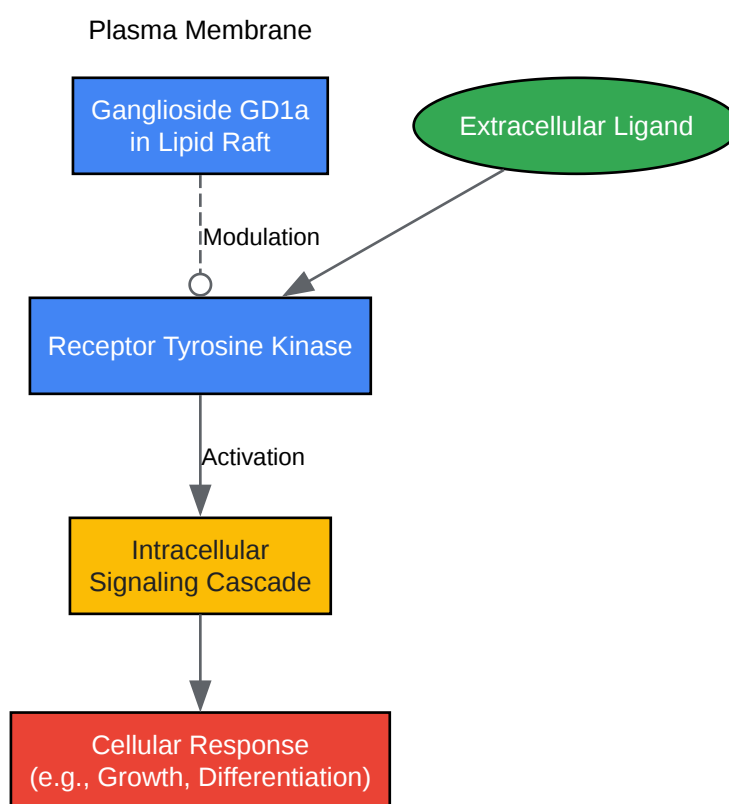 Plasma Membrane
Ganglioside GD1a
in Lipid Raft
Extracellular Ligand
Modulation
Receptor Tyrosine Kinase
Activation
Intracellular
Signaling Cascade
Cellular Response
(e.g., Growth, Differentiation)